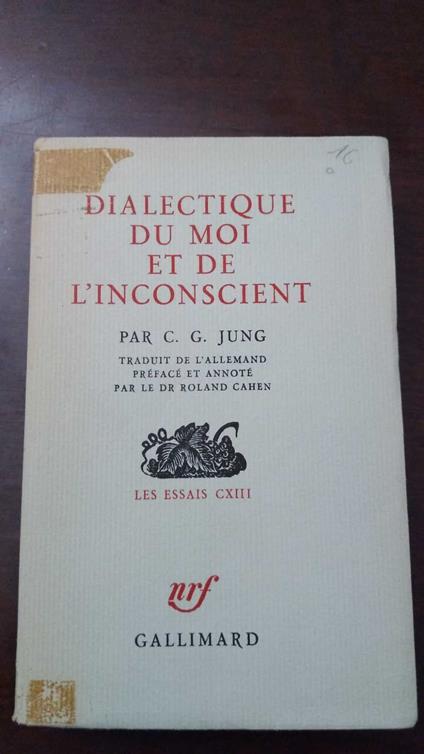 16
DIALECTIQUE
DU MOI
ET DE
L'INCONSCIENT
PAR C. G. JUNG
TRADUIT DE L'ALLEMAND
PRÉFACÉ ET ANNOTÉ
PAR LE DR ROLAND CAHEN
LES ESSAIS CXIII
nrf
GALLIMARD